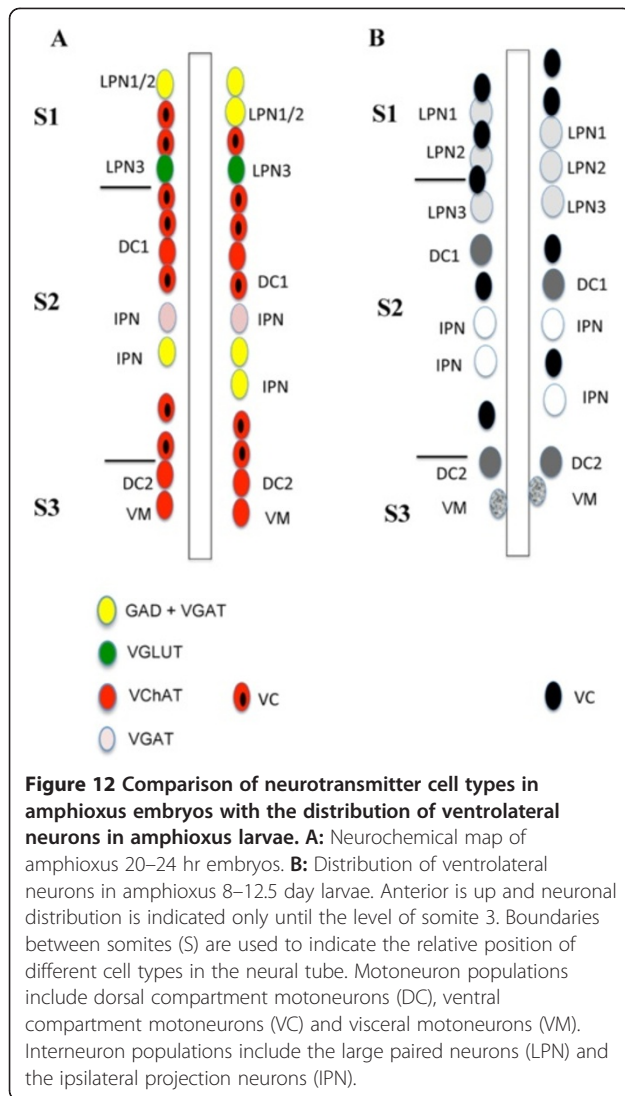 A
B
LPN1/2
S1
LPN1/2
LPN3
LPN3
DC1
DC1
S2
IPN
IPN
IPN
IPN
DC2
DC2
S3
VM
VM
S1
LPN1
LPN1
LPN2
LPN2
LPN3
LPN3
DC1
DC1
S2
IPN
IPN
IPN
IPN
DC2
DC2
S3
VM
VM
GAD + VGAT
VGLUT
VChAT
VC
VC
VGAT
Figure 12 Comparison of neurotransmitter cell types in
amphioxus embryos with the distribution of ventrolateral
neurons in amphioxus larvae. A: Neurochemical map of
amphioxus 20–24 hr embryos. B: Distribution of ventrolateral
neurons in amphioxus 8–12.5 day larvae. Anterior is up and neuronal
distribution is indicated only until the level of somite 3. Boundaries
between somites (S) are used to indicate the relative position of
different cell types in the neural tube. Motoneuron populations
include dorsal compartment motoneurons (DC), ventral
compartment motoneurons (VC) and visceral motoneurons (VM).
Interneuron populations include the large paired neurons (LPN) and
the ipsilateral projection neurons (IPN).